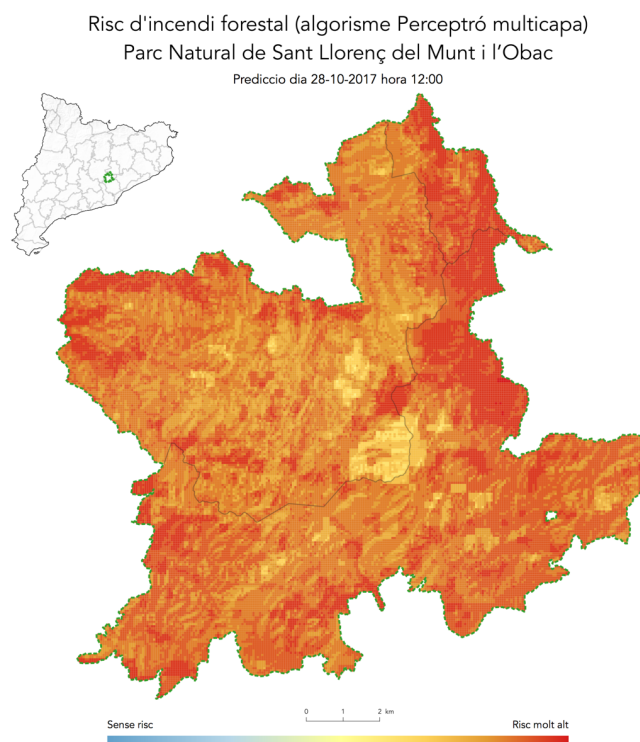 Risc d'incendi forestal (algorisme Perceptró multicapa)
Parc Natural de Sant Llorenç del Munt i l’Obac
Prediccio dia 28-10-2017 hora 12:00
0 1 2 km
Sense risc Risc molt alt